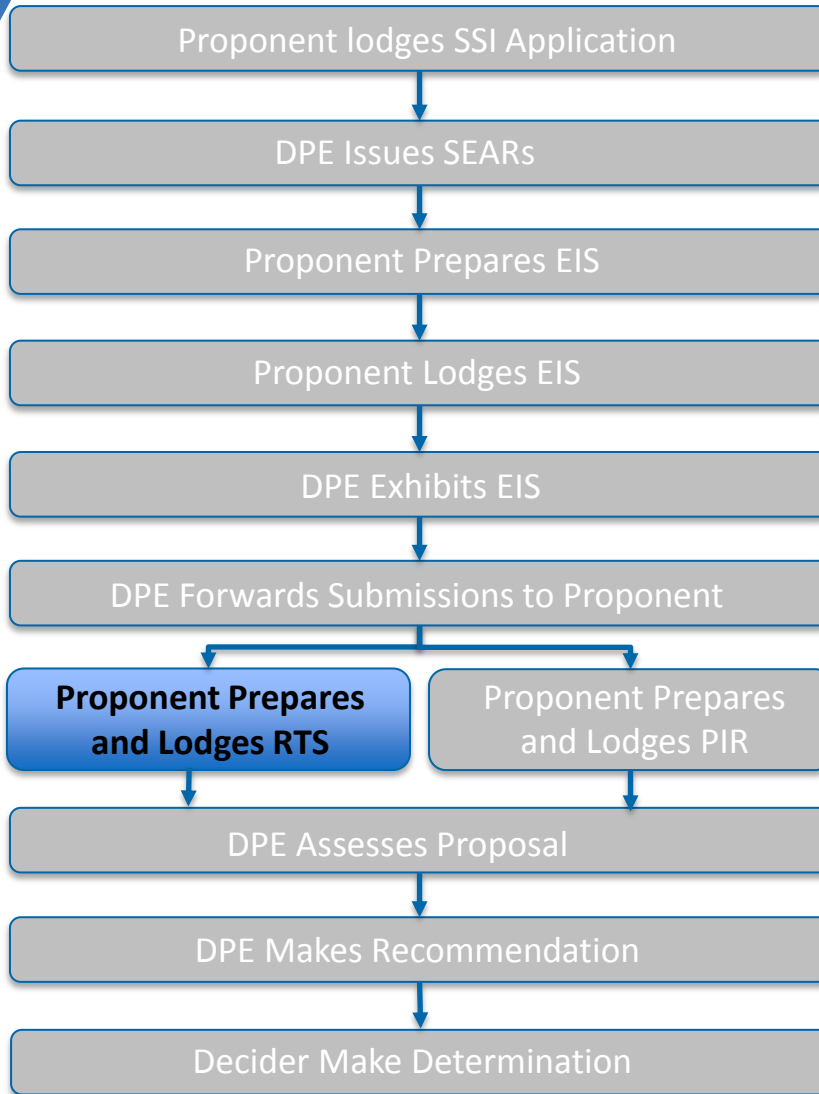 Proponent lodges SSI Application
DPE Issues SEARs
Proponent Prepares EIS
Proponent Lodges EIS
DPE Exhibits EIS
DPE Forwards Submissions to Proponent
Proponent Prepares
and Lodges RTS
Proponent Prepares
and Lodges PIR
DPE Assesses Proposal
DPE Makes Recommendation
Decider Make Determination